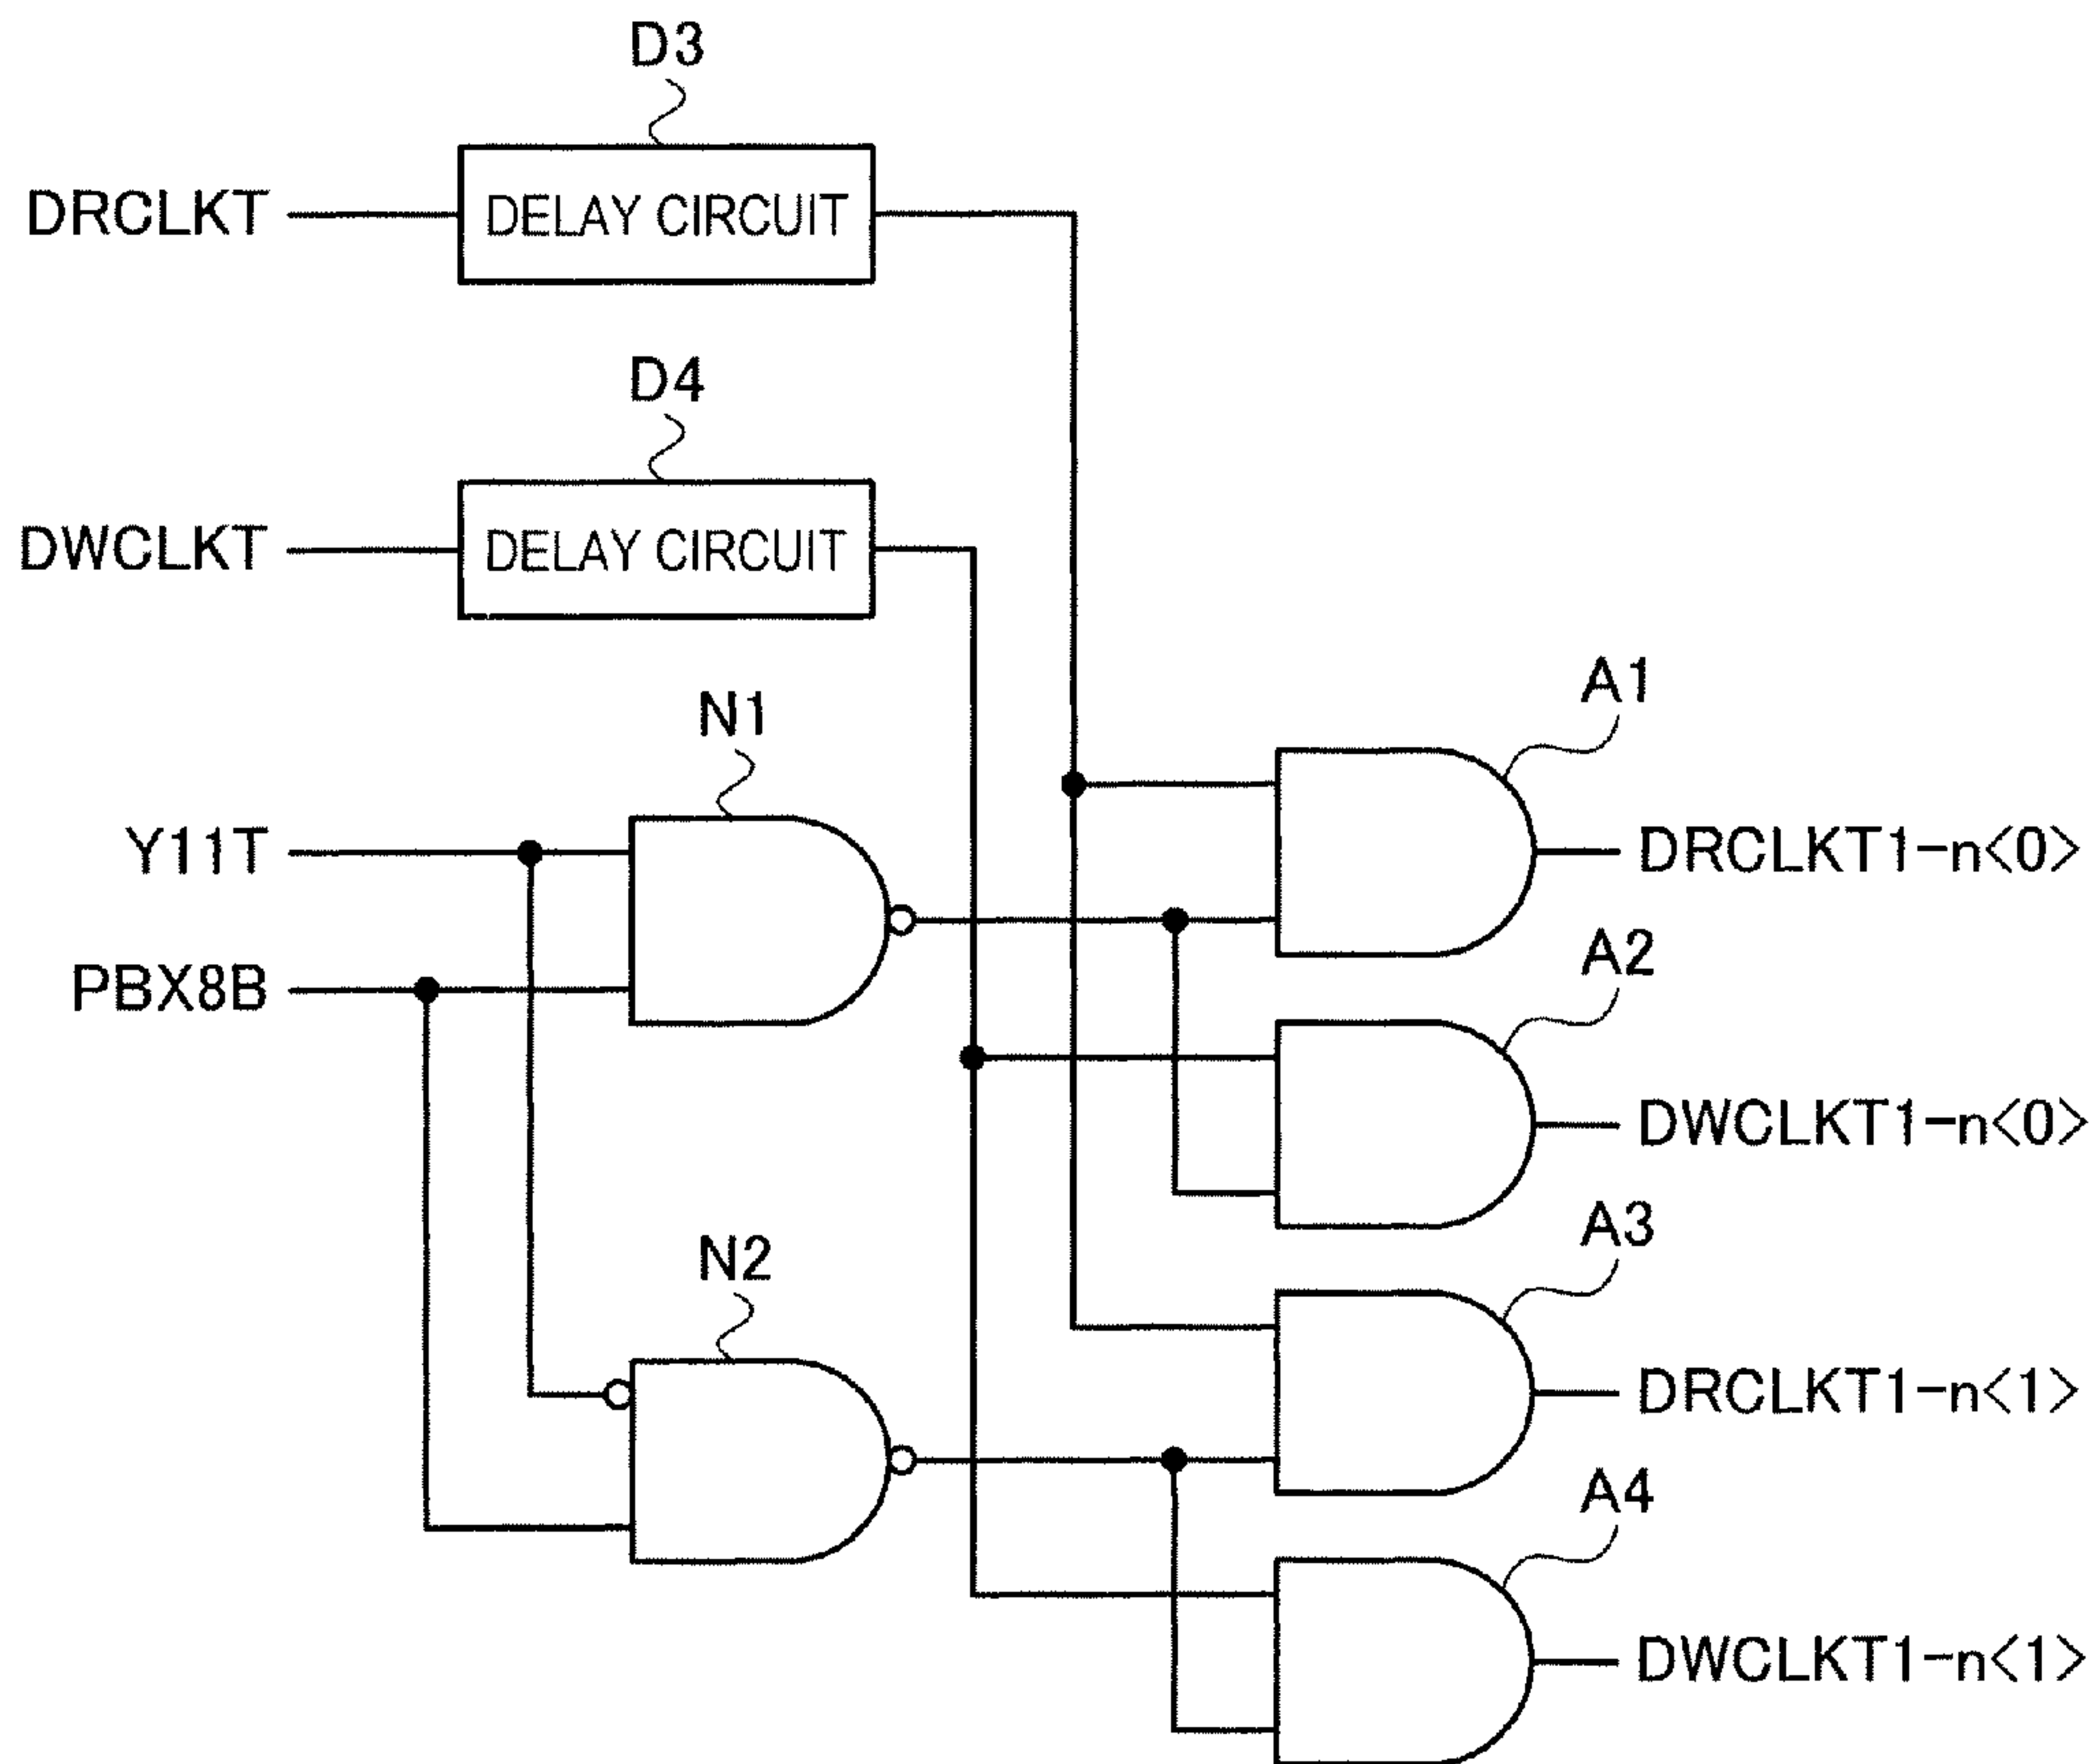 D3
DRCLKT
DELAY CIRCUIT
D4
DWCLKT
DELAY CIRCUIT
N1
A1
Y11T
DRCLKT1-n<0>
PBX8B
A2
DWCLKT1-n<0>
N2
A3
DRCLKT1-n<1>
A4
DWCLKT1-n<1>